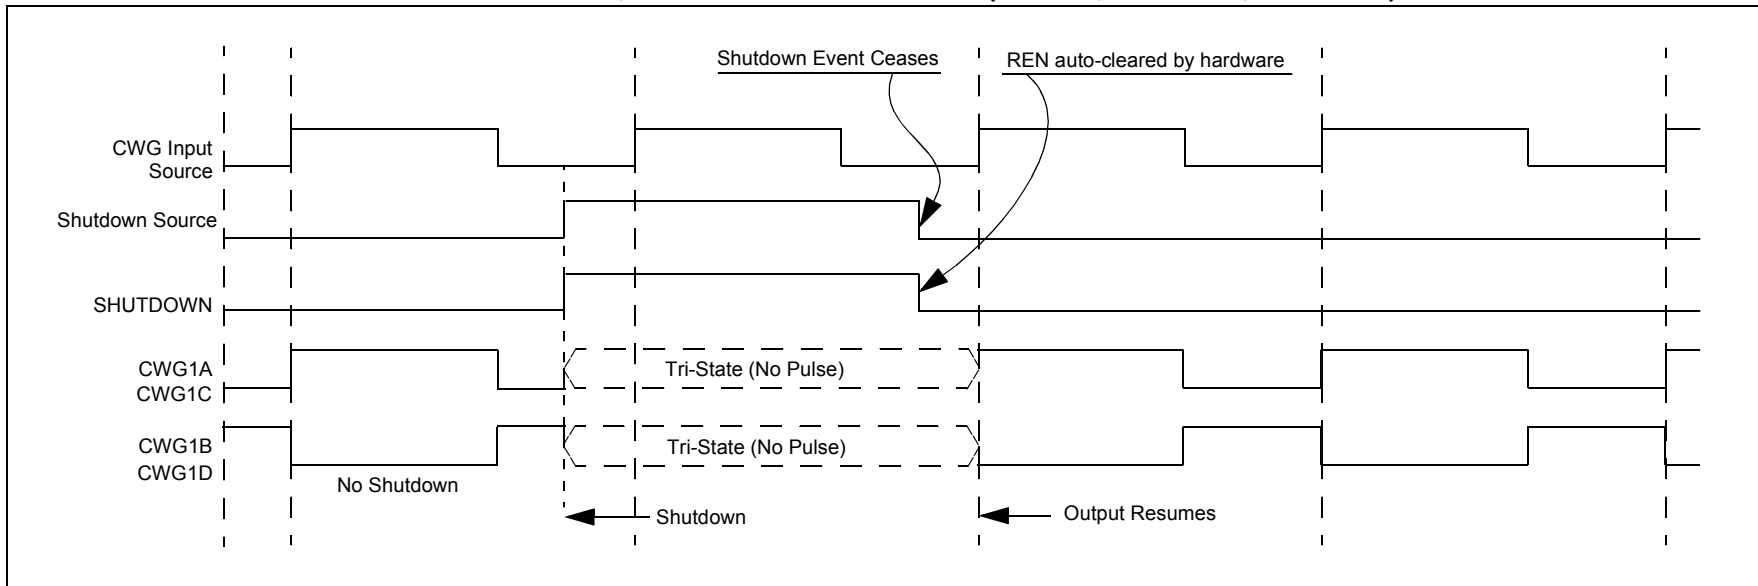 Shutdown Event Ceases
REN auto-cleared by hardware
CWG Input
Source
Shutdown Source
SHUTDOWN
CWG1A
CWG1C
Tri-State (No Pulse)
CWG1B
CWG1D
Tri-State (No Pulse)
No Shutdown
Shutdown
Output Resumes